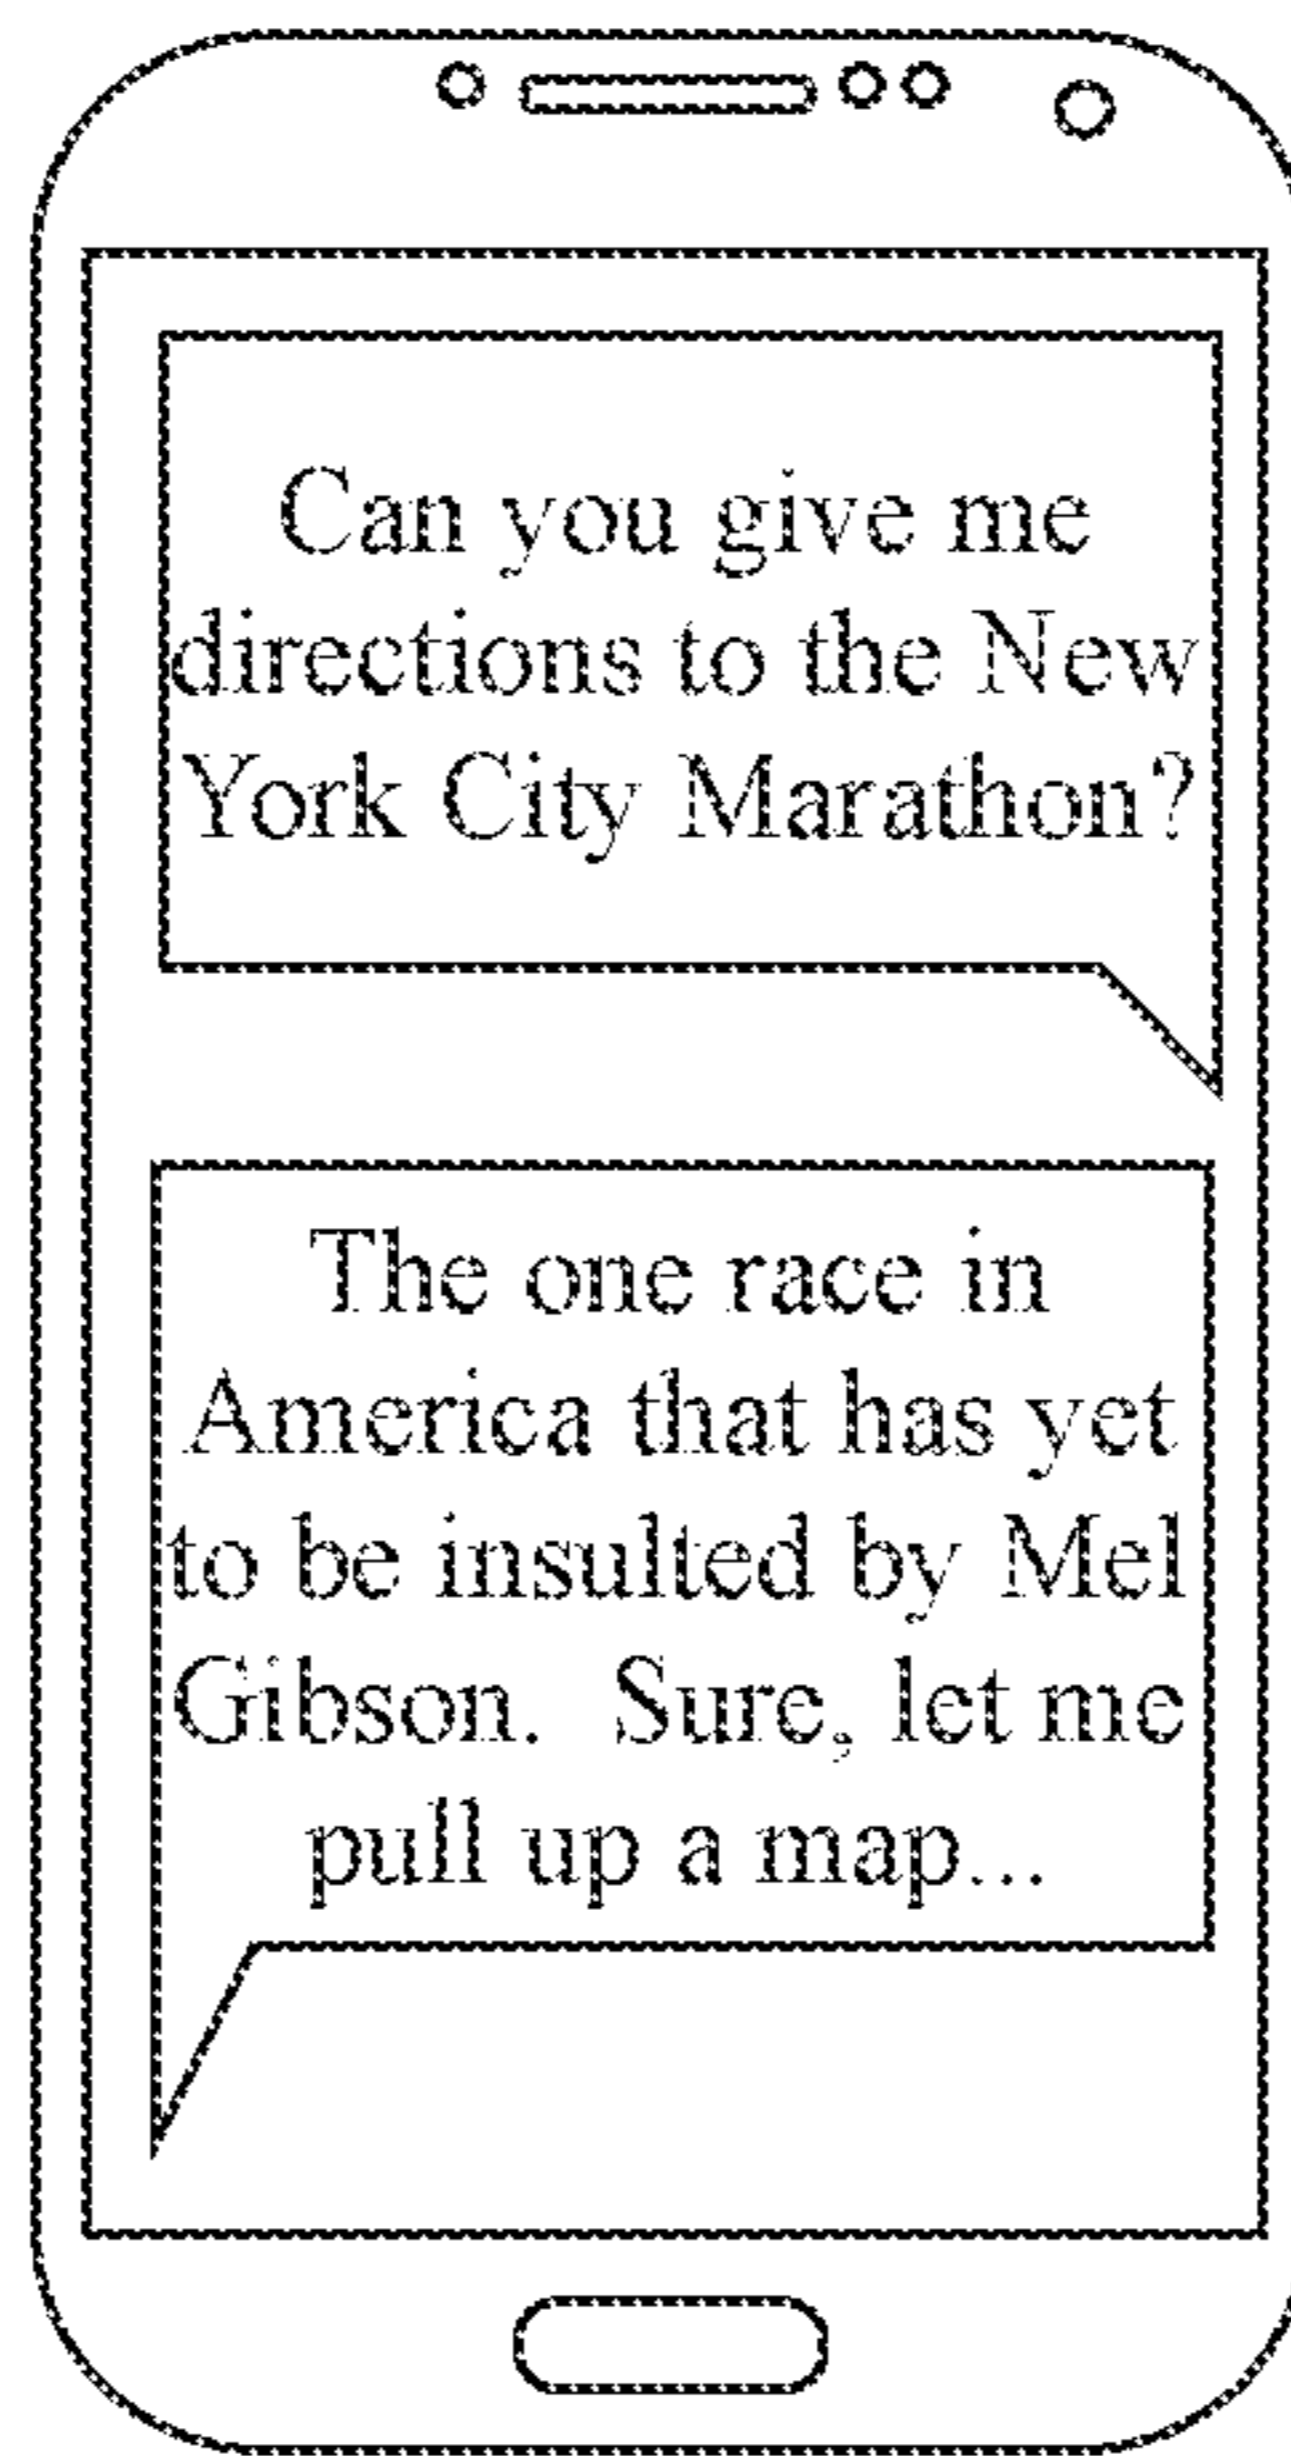 Can you give me
directions to the New
York City Marathon?
The one race in
America that has yet
to be insulted by Mel
Gibson.  Sure, let me
pull up a map...